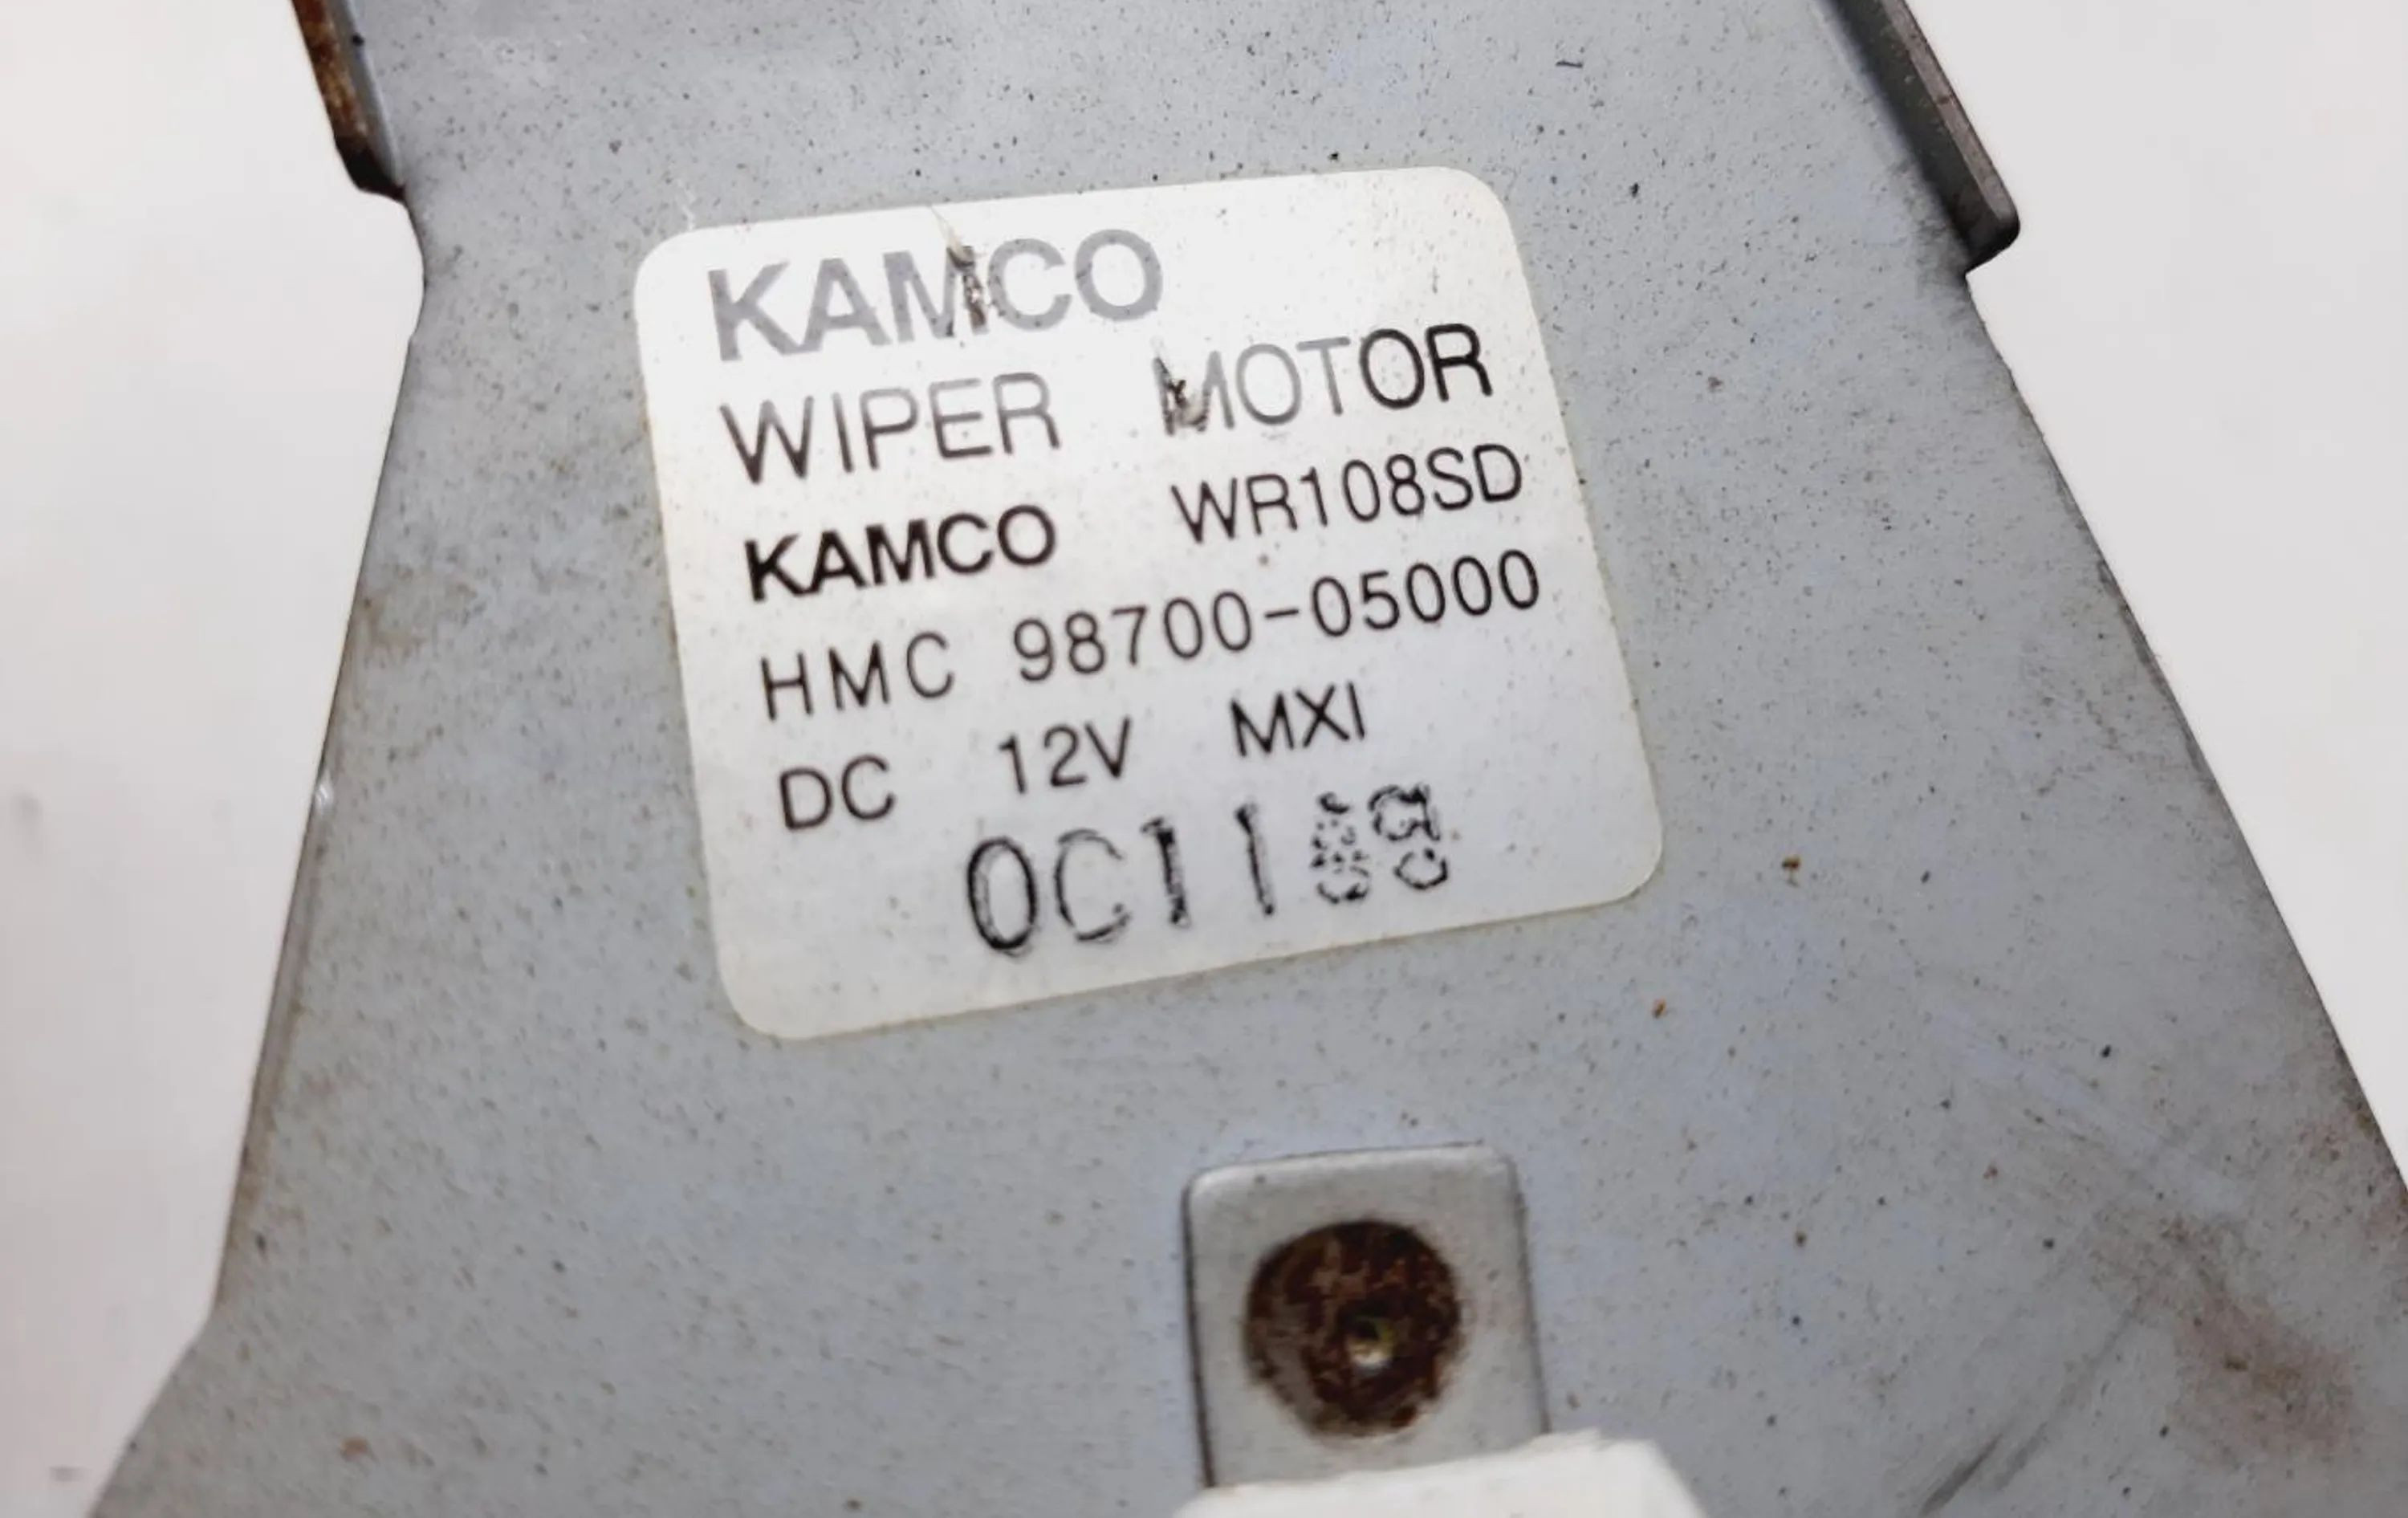 KAMCO
WIPER MOTOR
KAMCO WR108SD
HMC 98700-05000
DC 12V MXI